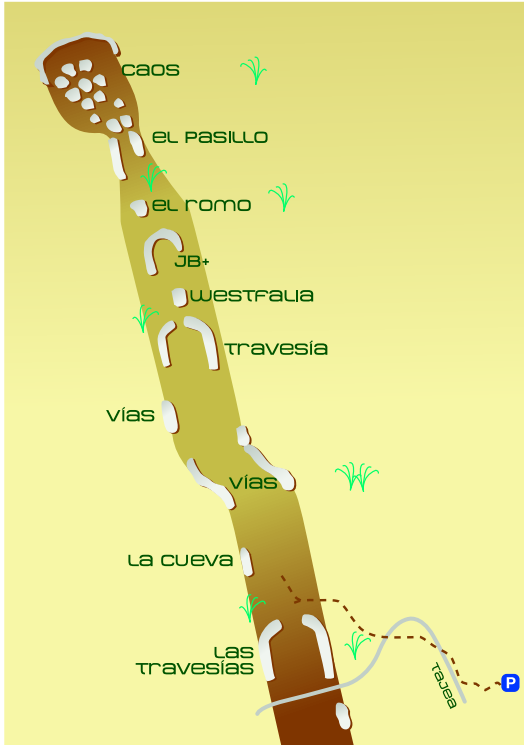 CAOS
EL PASILLO
EL ROMO
JB+
WESTFALIA
TRAVESÍA
VÍAS
VÍAS
LA CUEVA
LAS
TRAVESÍAS
TAJEA
P